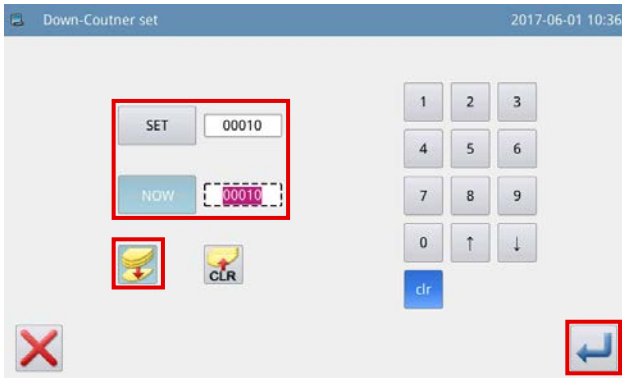 Down-Coutner set 2017-06-01 10:36
SET 00010
NOW 00010
CLR
1 2 3
4 5 6
7 8 9
0 ↑ ↓
clr